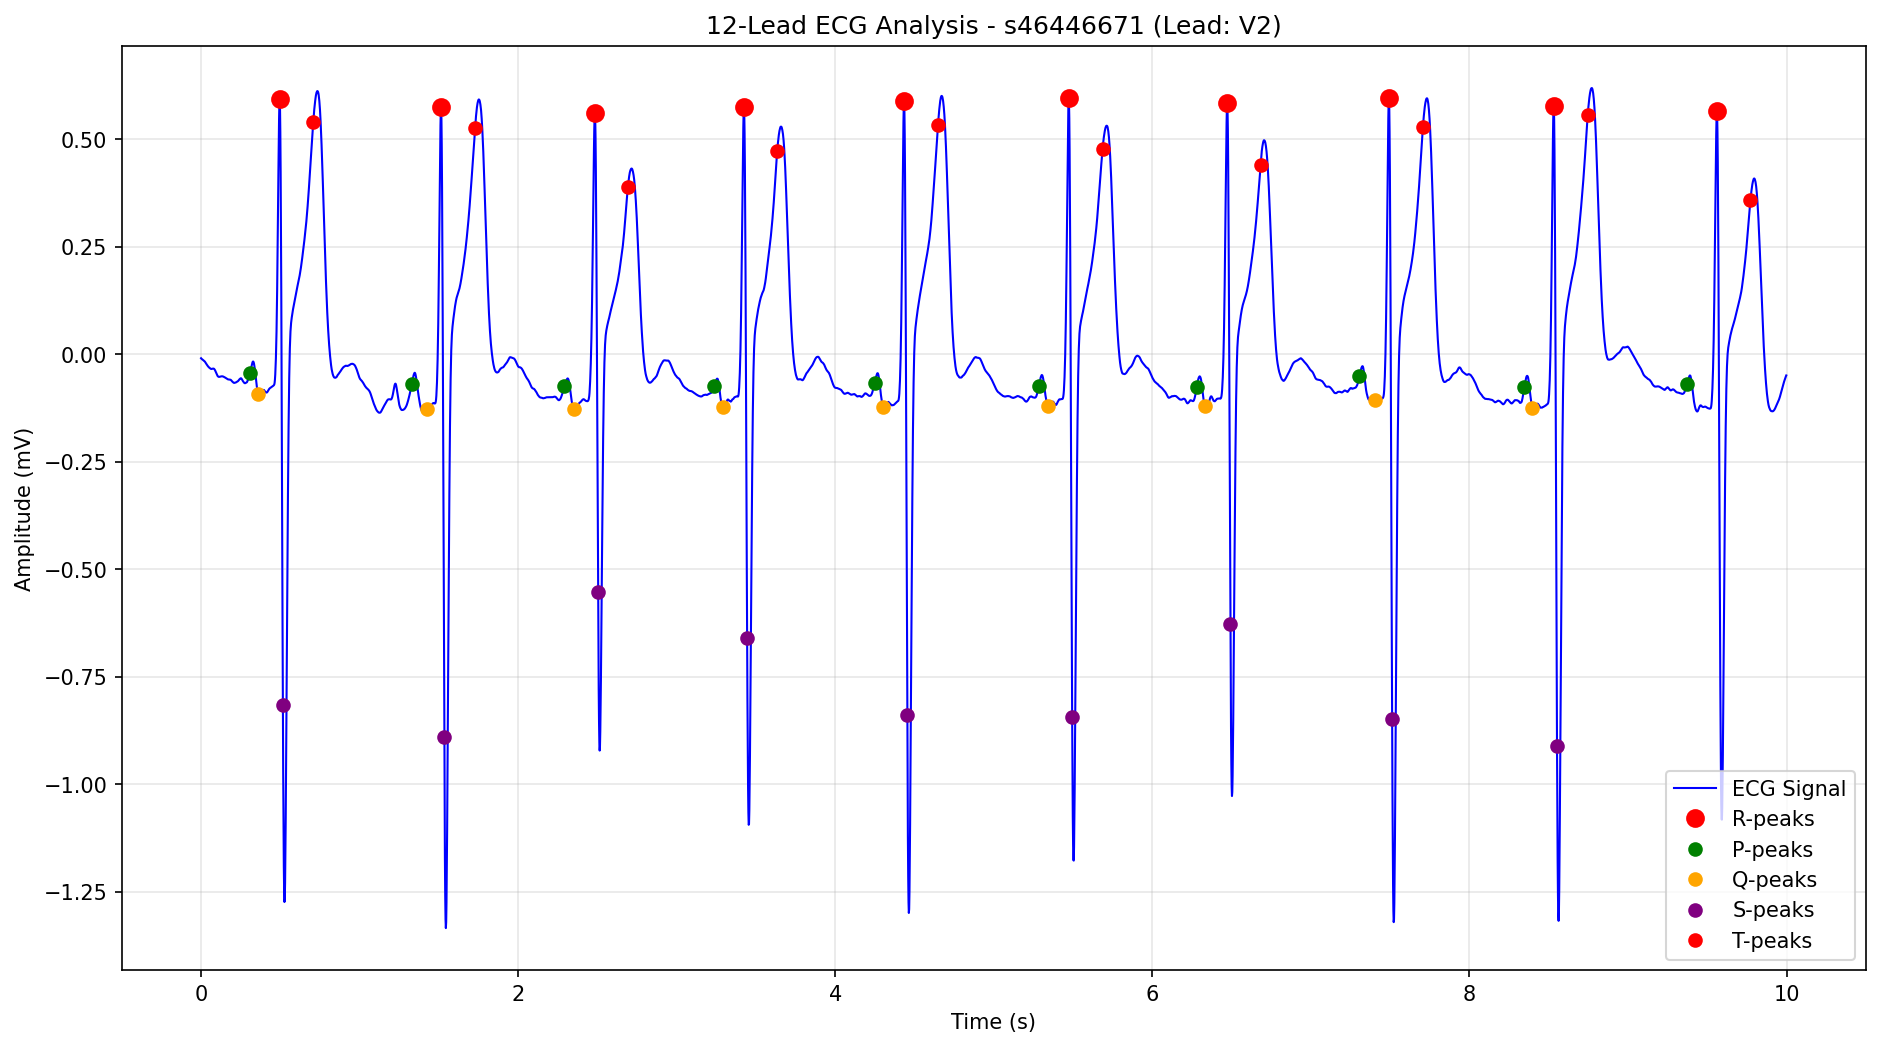 12-Lead ECG Analysis - s46446671 (Lead: V2)
Amplitude (mV)
0.50
0.25
0.00
−0.25
−0.50
−0.75
−1.00
−1.25
0 2 4 6 8 10
Time (s)
ECG Signal
R-peaks
P-peaks
Q-peaks
S-peaks
T-peaks